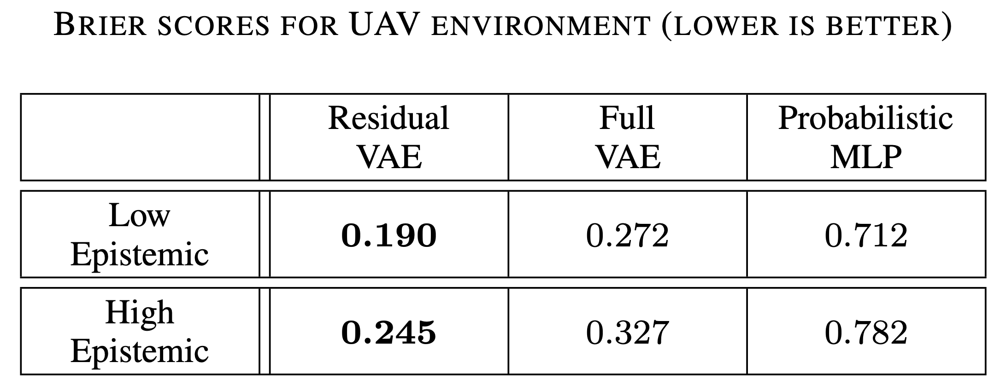 BRIER SCORES FOR UAV ENVIRONMENT (LOWER IS BETTER)
Residual VAE
Full VAE
Probabilistic MLP
Low Epistemic
0.190
0.272
0.712
High Epistemic
0.245
0.327
0.782